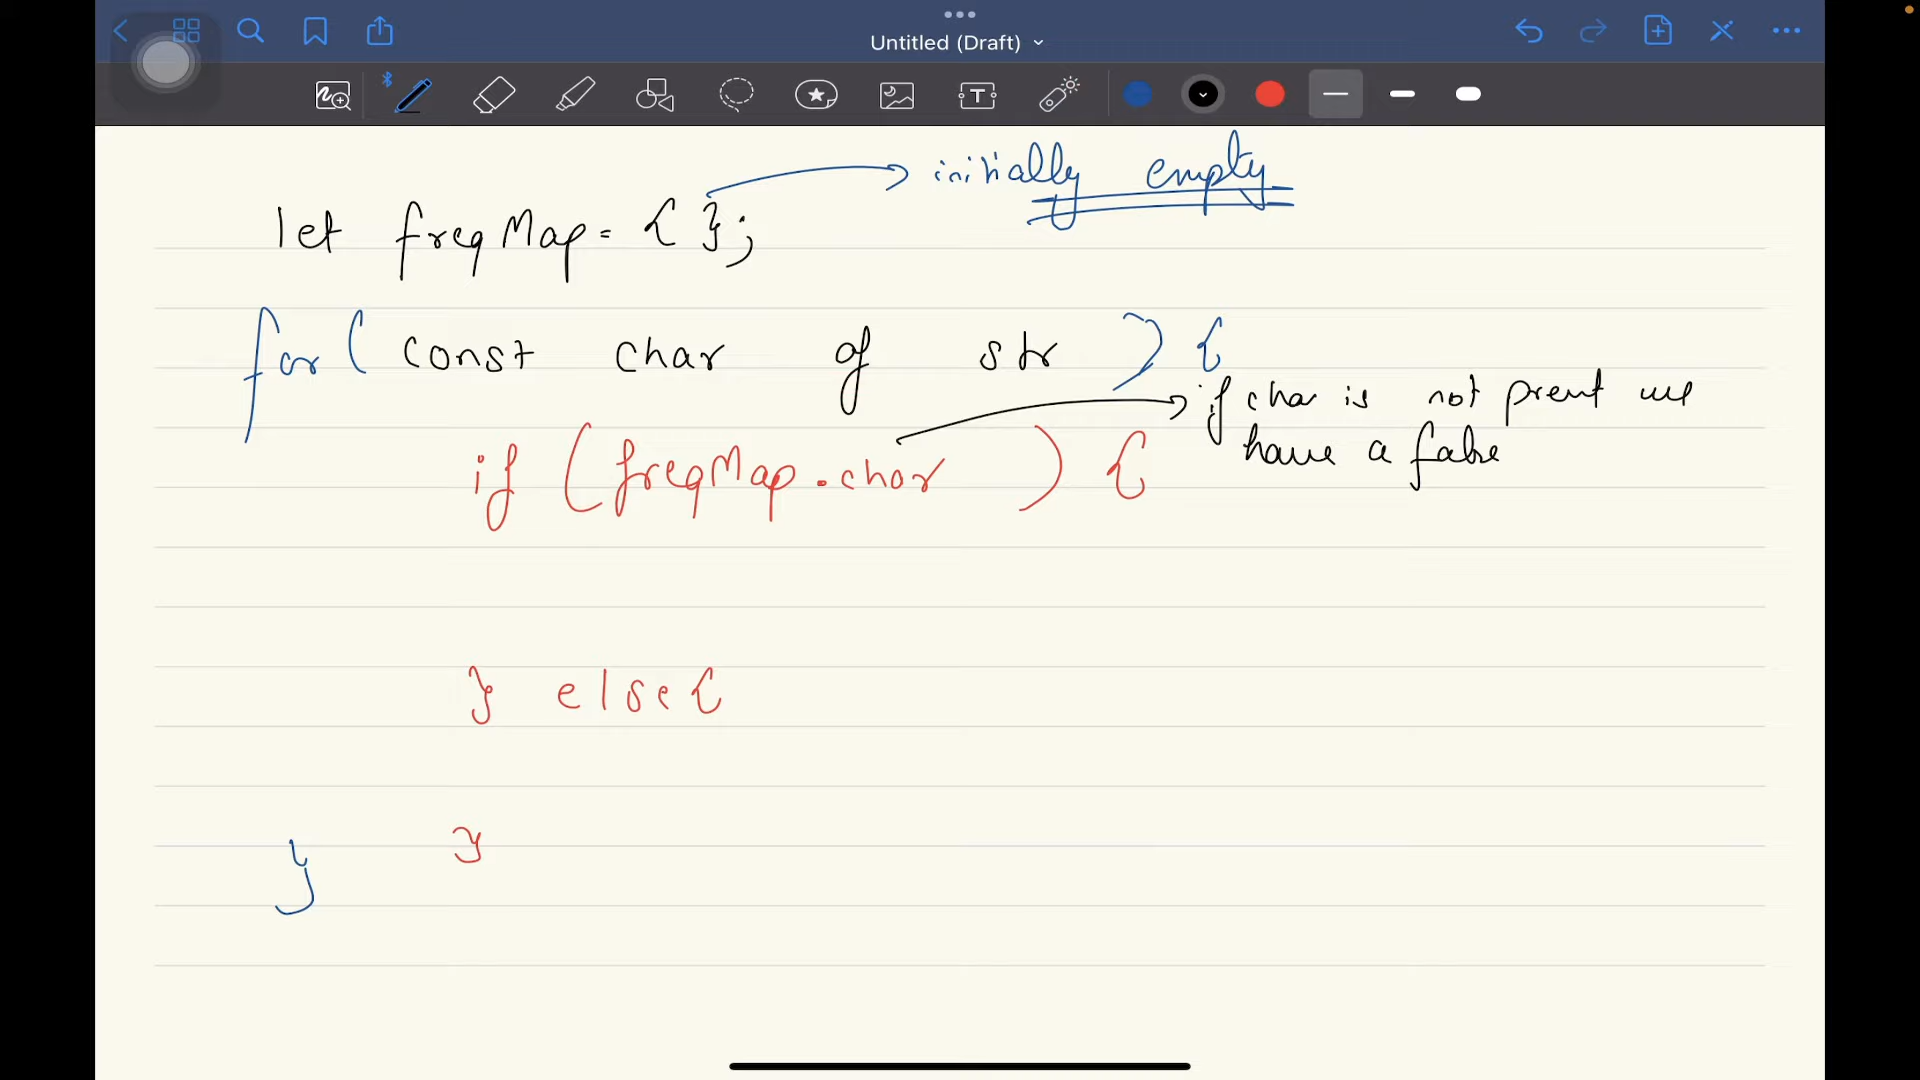 Untitled (Draft)
initially empty
let freqMap = { };
for ( const char of str ) {
if char is not prent we
have a false
if ( freqMap.char ) {
} else {
}
}